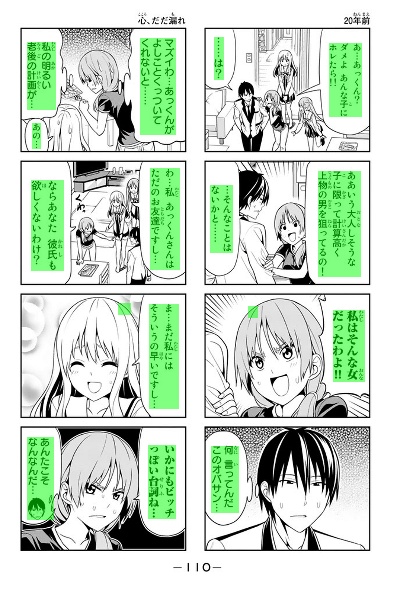 20年前
あ…あっくん?
ダメよ あんな子に
ホレたら!!
……は?
ああいう大人しそうな
子に限って計算高く
上物の男を狙ってるの!
…そんなことは
ないかと……
私はそんな女
だったわよ!!
何 言ってんだ
このオバサン
心、だだ漏れ
マズイわ…あっくんが
よしことくっついて
くれないと……
私の明るい
老後の計画が…
あの…
わ…私 あっくんさんは
ただのお友達ですし…
ならあなた 彼氏も
欲しくないわけ?
ま…まだ私には
そういうの早いですし…
いかにもビッチ
っぽい台詞ね…
あんたこそ
なんなんだ…
—110—